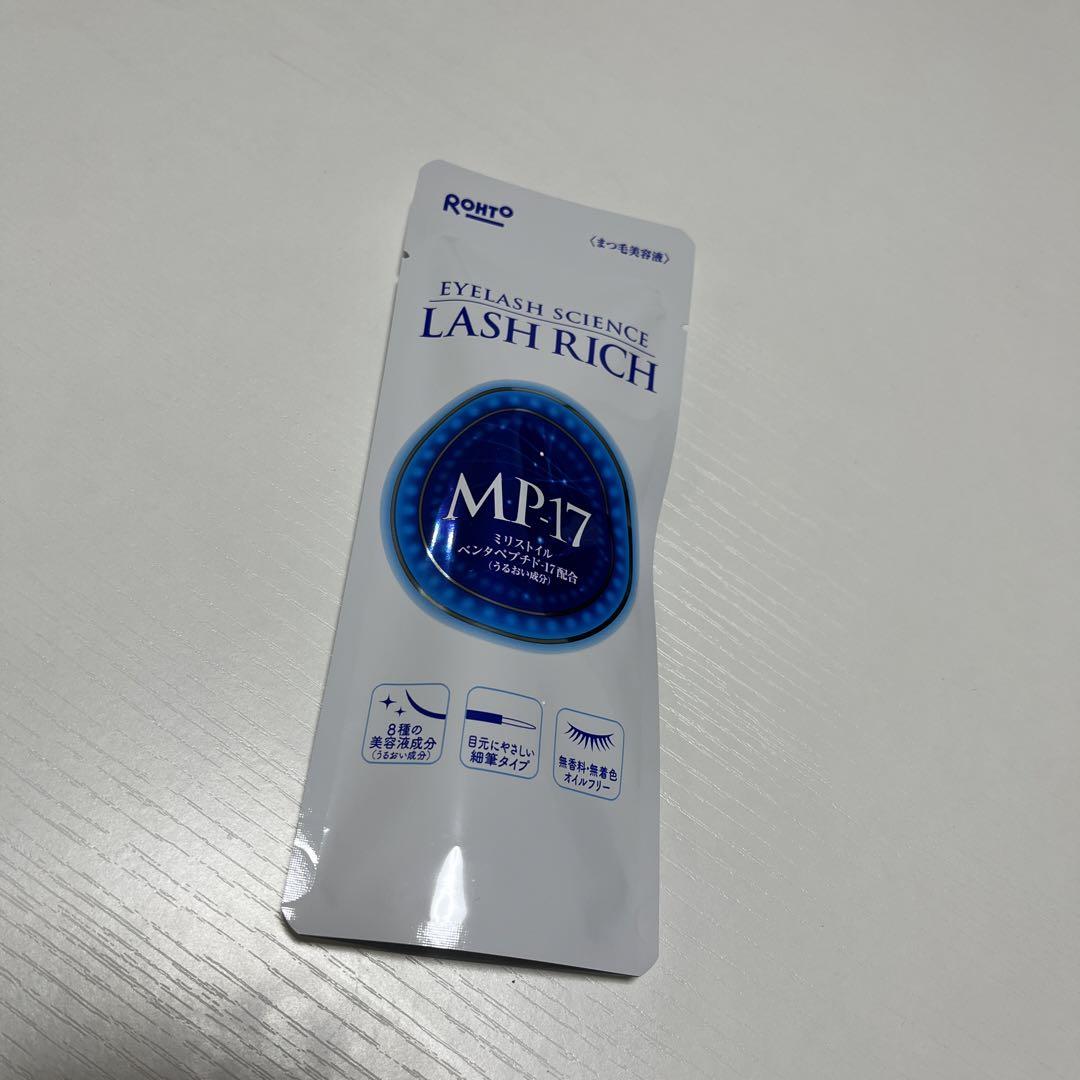 ROHTO
〈まつ毛美容液〉
EYELASH SCIENCE
LASH RICH
MP-17
ミリストイル
ペンタペプチド-17配合
(うるおい成分)
8種の
美容液成分
(うるおい成分)
目元にやさしい
細筆タイプ
無香料・無着色
オイルフリー